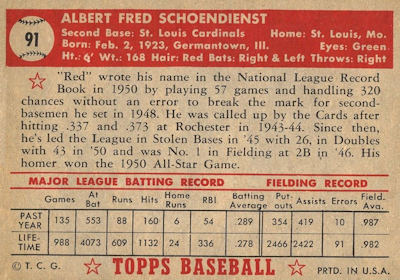 91
ALBERT FRED SCHOENDIENST
Second Base: St. Louis Cardinals Home: St. Louis, Mo.
Born: Feb. 2, 1923, Germantown, Ill. Eyes: Green
Ht.: 6' Wt.: 168 Hair: Red Bats: Right & Left Throws: Right
"Red" wrote his name in the National League Record
Book in 1950 by playing 57 games and handling 320
chances without an error to break the mark for second-
basemen he set in 1948. He was called up by the Cards after
hitting .337 and .373 at Rochester in 1943-44. Since then,
he's led the League in Stolen Bases in '45 with 26, in Doubles
with 43 in '50 and was No. 1 in Fielding at 2B in '46. His
homer won the 1950 All-Star Game.
MAJOR LEAGUE BATTING RECORD FIELDING RECORD
Games At Bat Runs Hits Home Runs RBI Batting Average Put-outs Assists Errors Field. Ave.
PAST YEAR 135 553 88 160 6 54 .289 354 419 10 .987
LIFE-TIME 988 4073 609 1132 24 336 .278 2466 2422 91 .982
© T. C. G. TOPPS BASEBALL PRTD. IN U.S.A.